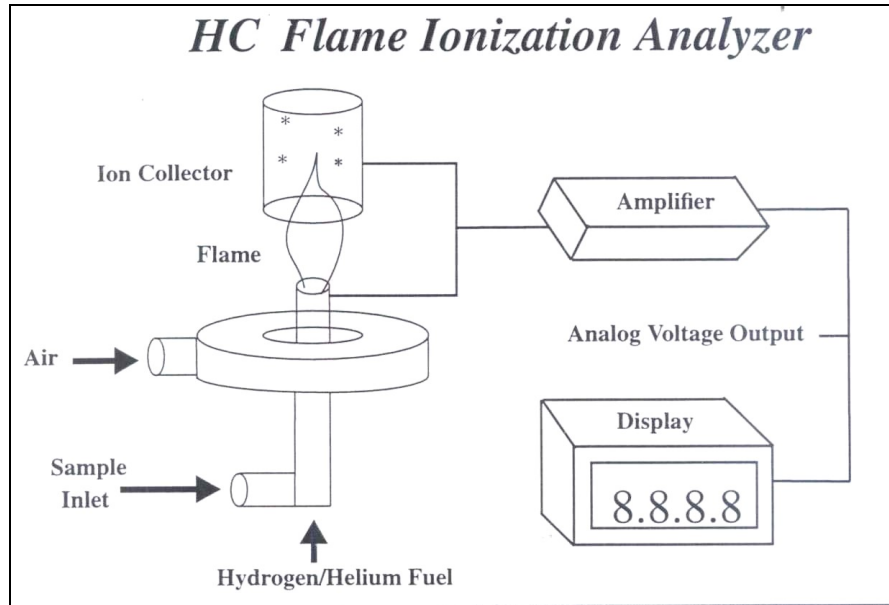 HC Flame Ionization Analyzer
Ion Collector
Flame
Air
Sample
Inlet
Hydrogen/Helium Fuel
Amplifier
Analog Voltage Output
Display
8.8.8.8